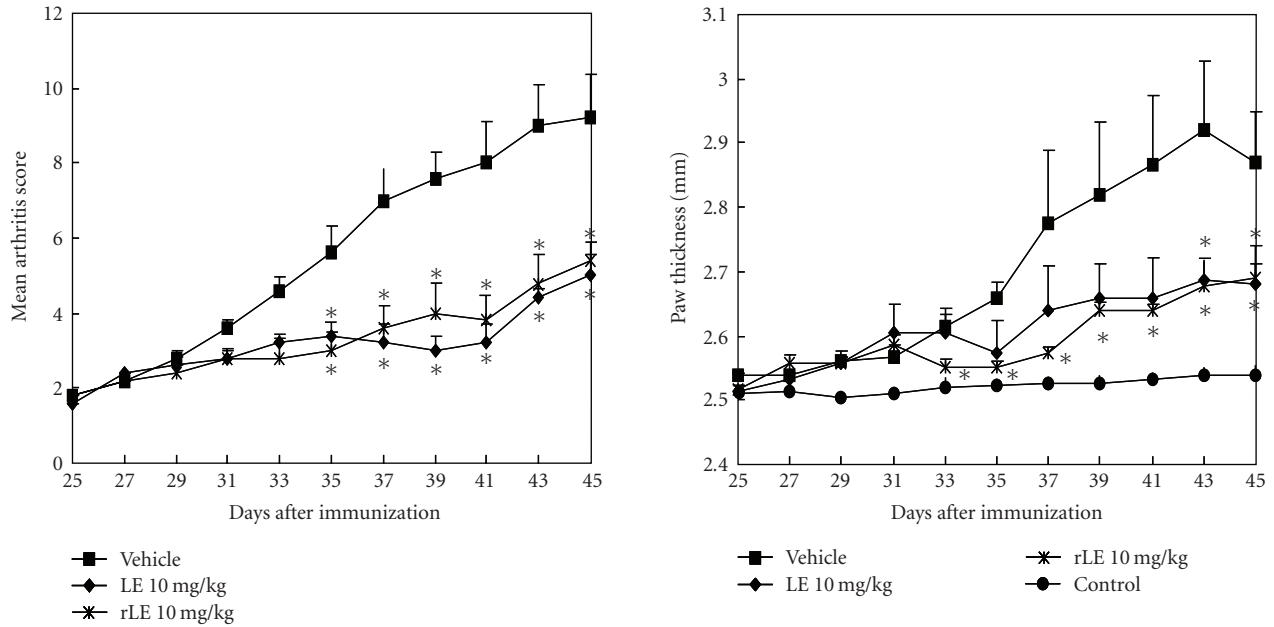 12
10
8
6
4
2
0
Mean arthritis score
* * * * * *
* * * * * *
25 27 29 31 33 35 37 39 41 43 45
Days after immunization
Vehicle
LE 10 mg/kg
rLE 10 mg/kg
3.1
3
2.9
2.8
2.7
2.6
2.5
2.4
Paw thickness (mm)
* *
* * * * * * *
25 27 29 31 33 35 37 39 41 43 45
Days after immunization
Vehicle
LE 10 mg/kg
rLE 10 mg/kg
Control